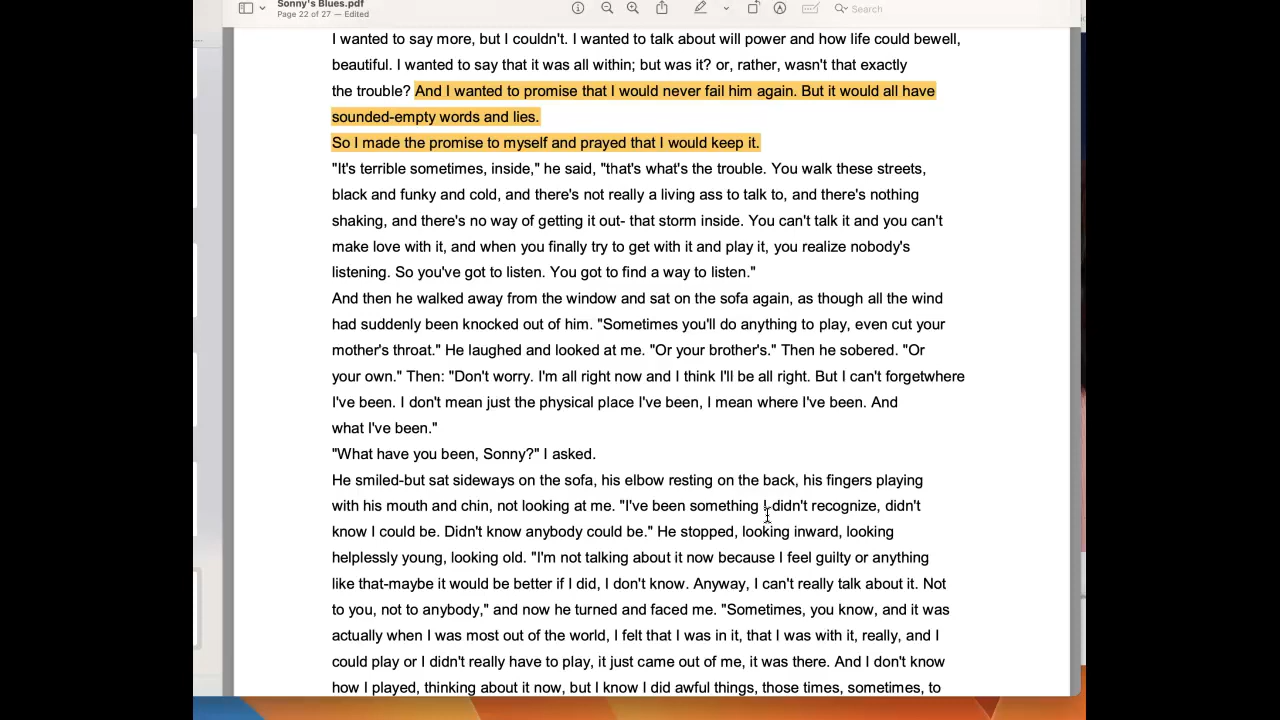 Sonny's Blues.pdf
Page 22 of 27 — Edited
Search
I wanted to say more, but I couldn't. I wanted to talk about will power and how life could bewell,
beautiful. I wanted to say that it was all within; but was it? or, rather, wasn't that exactly
the trouble? And I wanted to promise that I would never fail him again. But it would all have
sounded-empty words and lies.
So I made the promise to myself and prayed that I would keep it.
"It's terrible sometimes, inside," he said, "that's what's the trouble. You walk these streets,
black and funky and cold, and there's not really a living ass to talk to, and there's nothing
shaking, and there's no way of getting it out- that storm inside. You can't talk it and you can't
make love with it, and when you finally try to get with it and play it, you realize nobody's
listening. So you've got to listen. You got to find a way to listen."
And then he walked away from the window and sat on the sofa again, as though all the wind
had suddenly been knocked out of him. "Sometimes you'll do anything to play, even cut your
mother's throat." He laughed and looked at me. "Or your brother's." Then he sobered. "Or
your own." Then: "Don't worry. I'm all right now and I think I'll be all right. But I can't forgetwhere
I've been. I don't mean just the physical place I've been, I mean where I've been. And
what I've been."
"What have you been, Sonny?" I asked.
He smiled-but sat sideways on the sofa, his elbow resting on the back, his fingers playing
with his mouth and chin, not looking at me. "I've been something I didn't recognize, didn't
know I could be. Didn't know anybody could be." He stopped, looking inward, looking
helplessly young, looking old. "I'm not talking about it now because I feel guilty or anything
like that-maybe it would be better if I did, I don't know. Anyway, I can't really talk about it. Not
to you, not to anybody," and now he turned and faced me. "Sometimes, you know, and it was
actually when I was most out of the world, I felt that I was in it, that I was with it, really, and I
could play or I didn't really have to play, it just came out of me, it was there. And I don't know
how I played, thinking about it now, but I know I did awful things, those times, sometimes, to